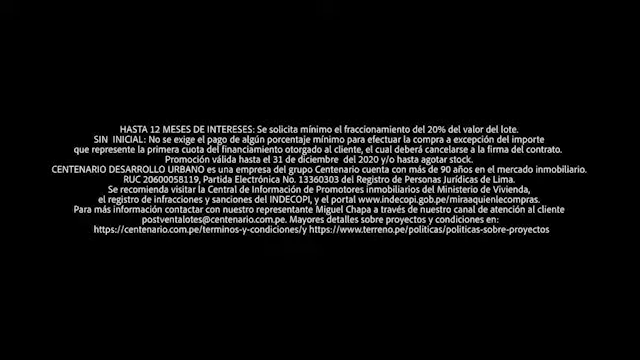 HASTA 12 MESES DE INTERESES: Se solicita mínimo el fraccionamiento del 20% del valor del lote.
SIN INICIAL: No se exige el pago de algún porcentaje mínimo para efectuar la compra a excepción del importe
que represente la primera cuota del financiamiento otorgado al cliente, el cual deberá cancelarse a la firma del contrato.
Promoción válida hasta el 31 de diciembre del 2020 y/o hasta agotar stock.
CENTENARIO DESARROLLO URBANO es una empresa del grupo Centenario cuenta con más de 90 años en el mercado inmobiliario.
RUC 20600058119, Partida Electrónica No. 13360303 del Registro de Personas Jurídicas de Lima.
Se recomienda visitar la Central de Información de Promotores inmobiliarios del Ministerio de Vivienda,
el registro de infracciones y sanciones del INDECOPI, y el portal www.indecopi.gob.pe/miraaquienlecompras.
Para más información contactar con nuestro representante Miguel Chapa a través de nuestro canal de atención al cliente
postventalotes@centenario.com.pe. Mayores detalles sobre proyectos y condiciones en:
https://centenario.com.pe/terminos-y-condiciones/y https://www.terreno.pe/politicas/politicas-sobre-proyectos